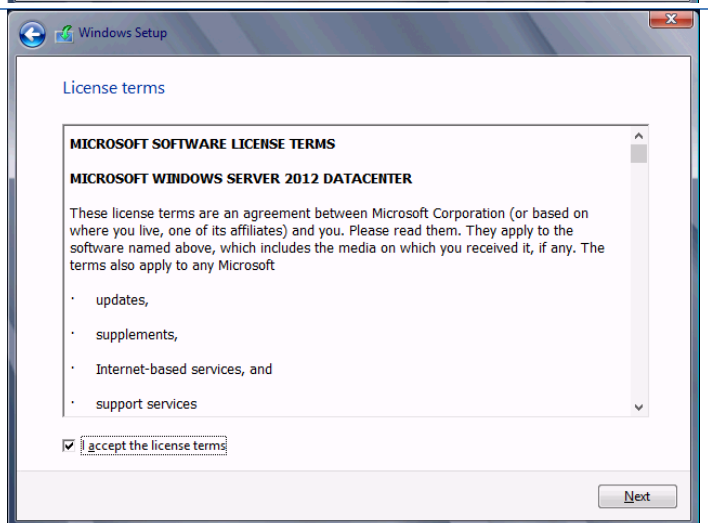 Windows Setup
License terms
MICROSOFT SOFTWARE LICENSE TERMS
MICROSOFT WINDOWS SERVER 2012 DATACENTER
These license terms are an agreement between Microsoft Corporation (or based on
where you live, one of its affiliates) and you. Please read them. They apply to the
software named above, which includes the media on which you received it, if any. The
terms also apply to any Microsoft
· updates,
· supplements,
· Internet-based services, and
· support services
I accept the license terms
Next